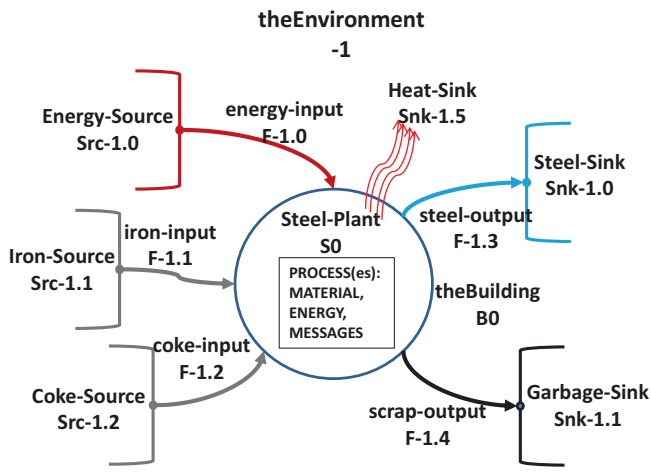 theEnvironment
-1
Energy-Source
Src-1.0
energy-input
F-1.0
Heat-Sink
Snk-1.5
Steel-Sink
Snk-1.0
steel-output
F-1.3
Steel-Plant
S0
PROCESS(es):
MATERIAL,
ENERGY,
MESSAGES
iron-input
F-1.1
Iron-Source
Src-1.1
theBuilding
B0
coke-input
F-1.2
Coke-Source
Src-1.2
scrap-output
F-1.4
Garbage-Sink
Snk-1.1